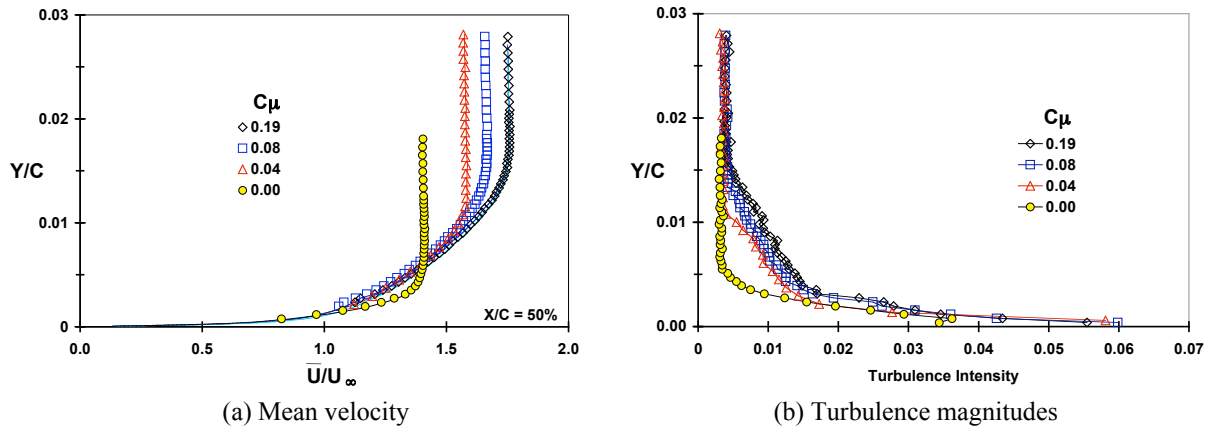 0.03
0.02
Y/C
0.01
0
0.0 0.5 1.0 1.5 2.0
Cμ
0.19
0.08
0.04
0.00
X/C = 50%
U̅/U∞
(a) Mean velocity
0.03
0.02
Y/C
0.01
0.00
0 0.01 0.02 0.03 0.04 0.05 0.06 0.07
Cμ
0.19
0.08
0.04
0.00
Turbulence Intensity
(b) Turbulence magnitudes